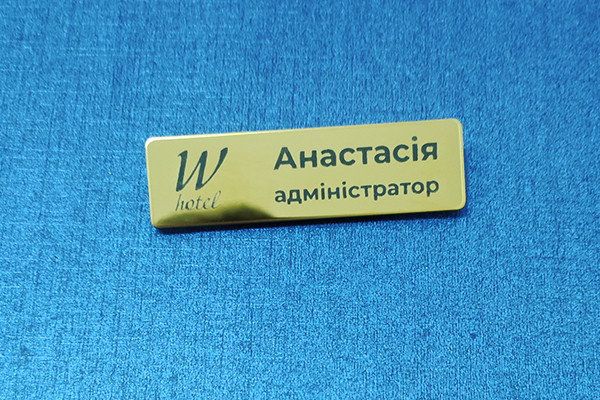 W
hotel
Анастасія
адміністратор